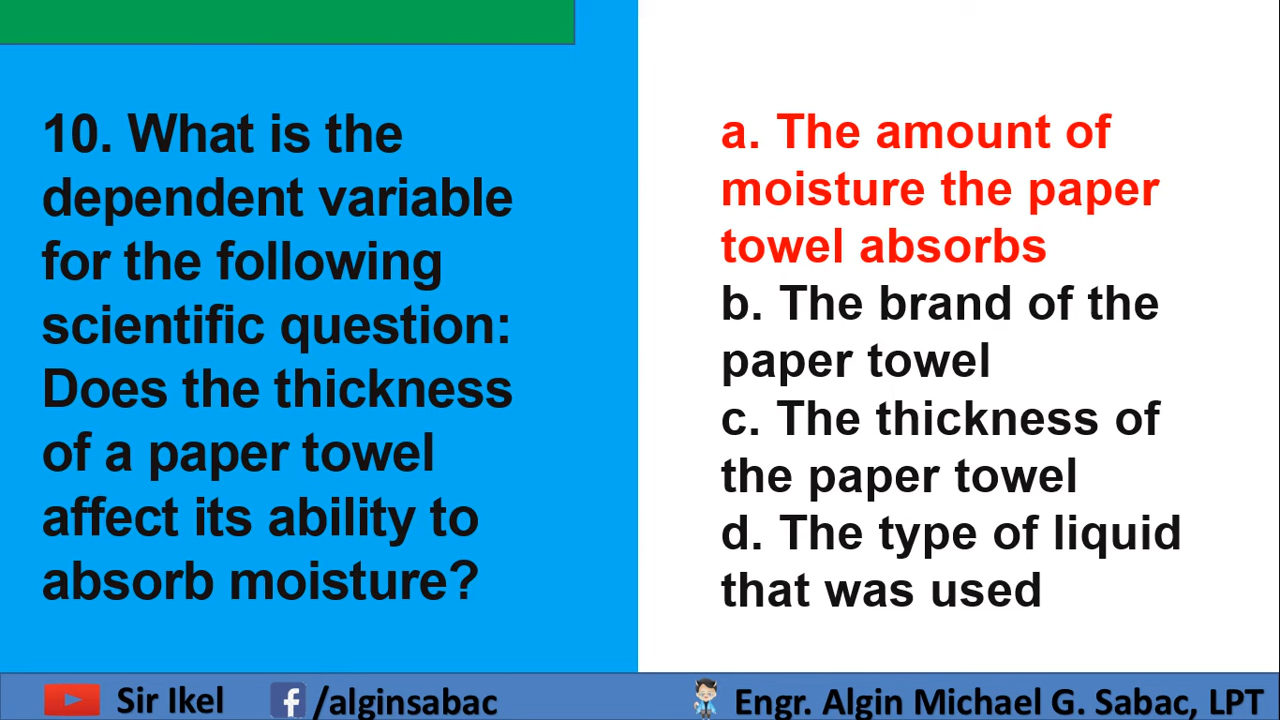 10. What is the
dependent variable
for the following
scientific question:
Does the thickness
of a paper towel
affect its ability to
absorb moisture?
a. The amount of
moisture the paper
towel absorbs
b. The brand of the
paper towel
c. The thickness of
the paper towel
d. The type of liquid
that was used
Sir Ikel
f /alginsabac
Engr. Algin Michael G. Sabac, LPT